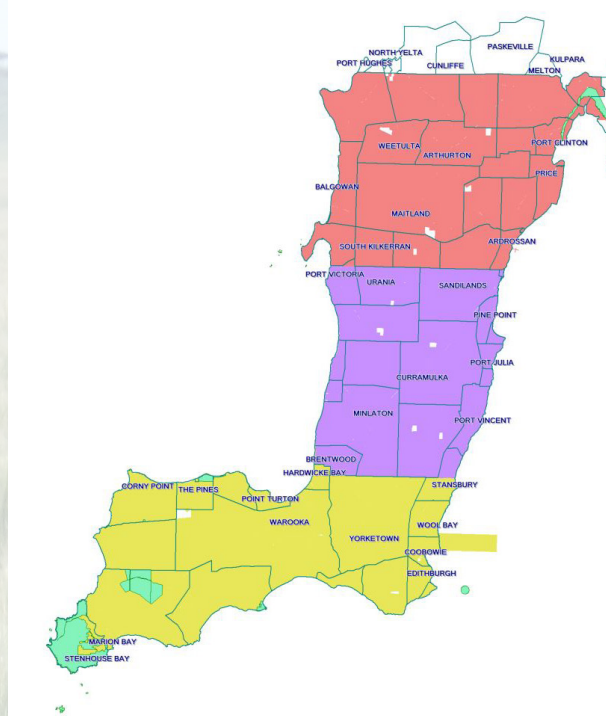 NORTH YELTA
PASKEVILLE
PORT HUGHES
CUNLIFFE
KULPARA
MELTON
WEETULTA
ARTHURTON
PORT CLINTON
PRICE
BALGOWAN
MAITLAND
SOUTH KILKERRAN
ARDROSSAN
PORT VICTORIA
URANIA
SANDILANDS
PINE POINT
PORT JULIA
CURRAMULKA
MINLATON
PORT VINCENT
BRENTWOOD
HARDWICKE BAY
CORNY POINT
THE PINES
STANSBURY
POINT TURTON
WAROOKA
WOOL BAY
YORKETOWN
COOBOWIE
EDITHBURGH
MARION BAY
STENHOUSE BAY